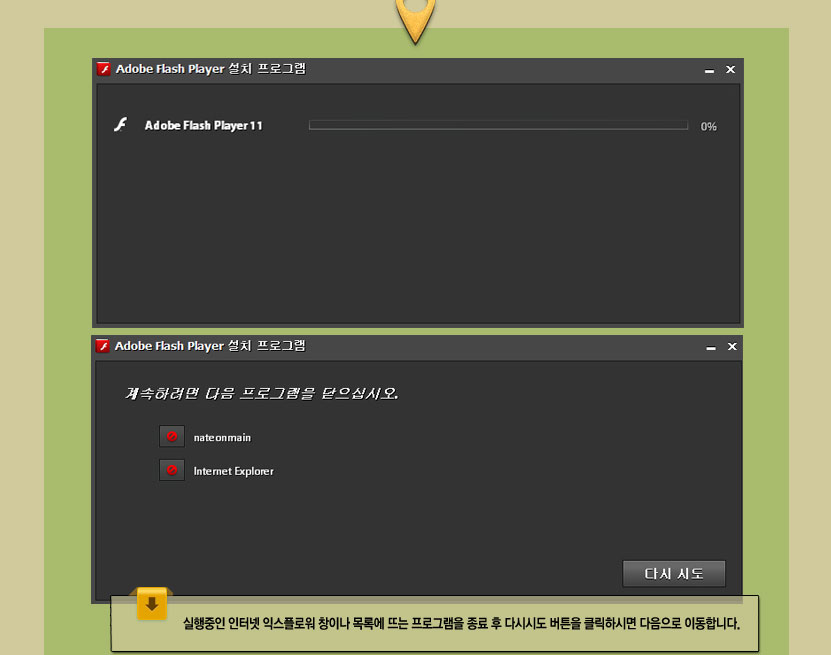 Adobe Flash Player 설치 프로그램
Adobe Flash Player 11
0%
Adobe Flash Player 설치 프로그램
계속하려면 다음 프로그램을 닫으십시오.
nateonmain
Internet Explorer
다시 시도
실행중인 인터넷 익스플로워 창이나 목록에 뜨는 프로그램을 종료 후 다시시도 버튼을 클릭하시면 다음으로 이동합니다.